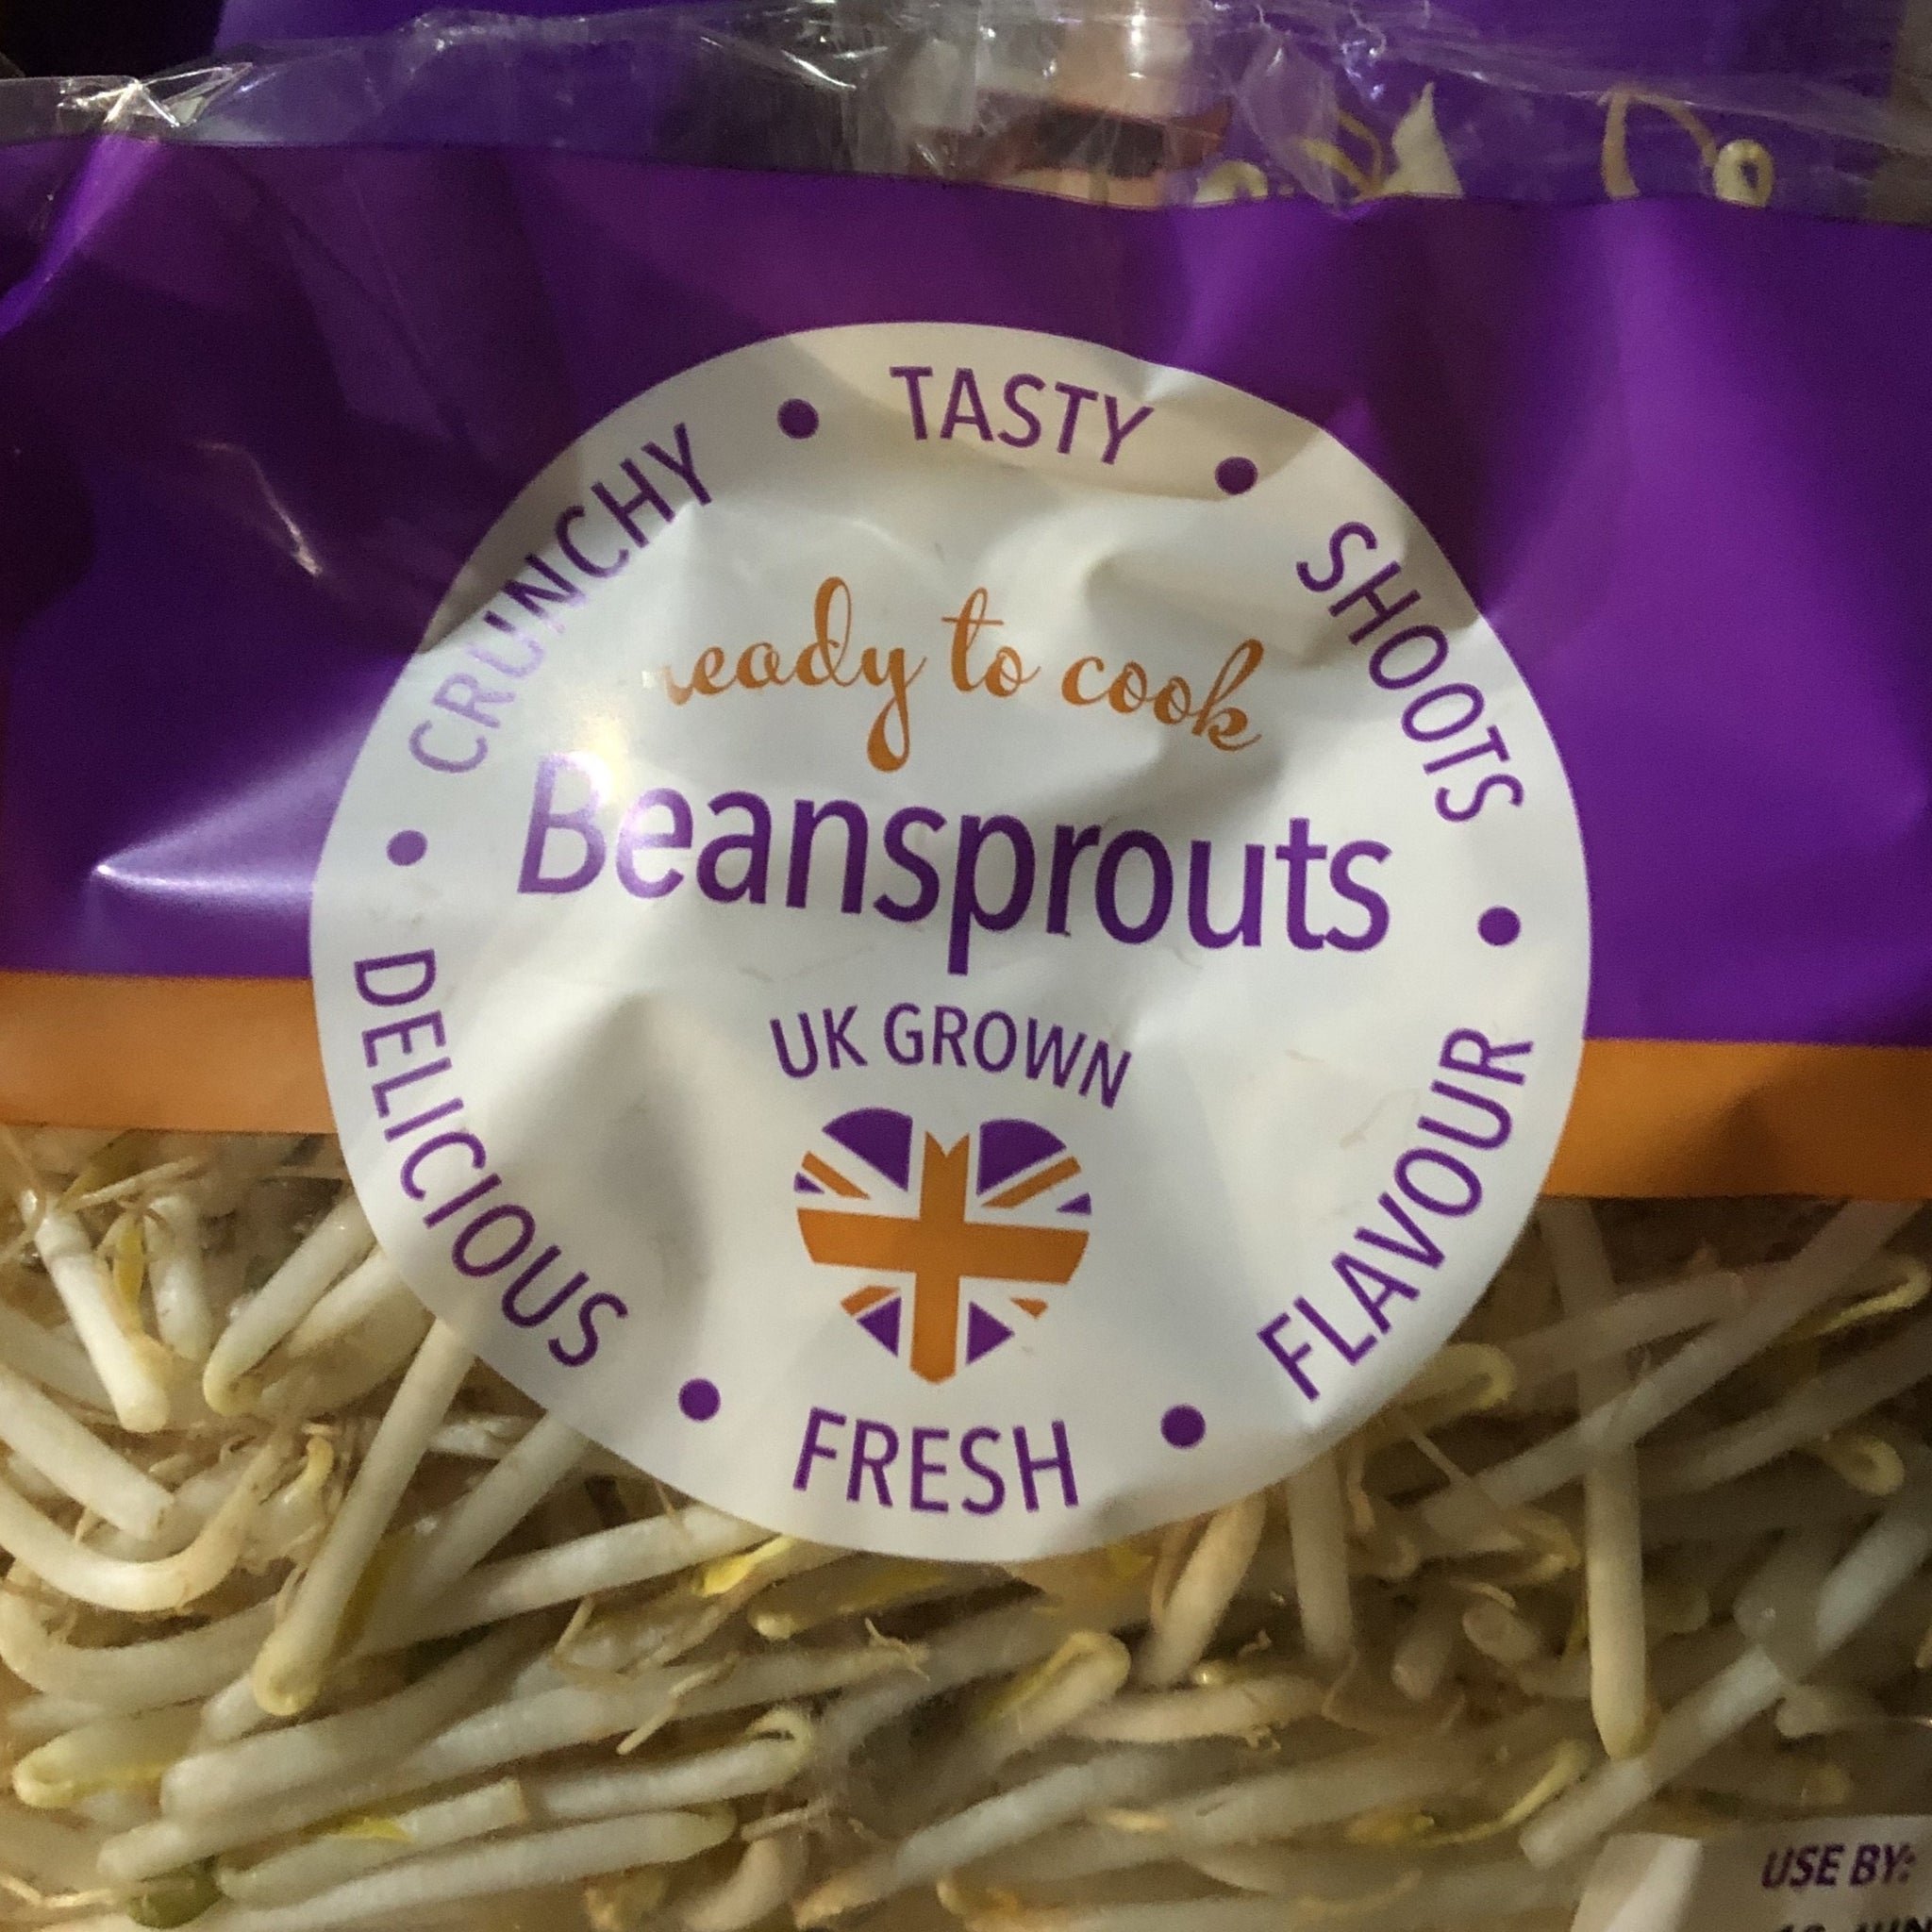 CRUNCHY • TASTY • SHOOTS • FLAVOUR • FRESH • DELICIOUS •
ready to cook
Beansprouts
UK GROWN
USE BY: